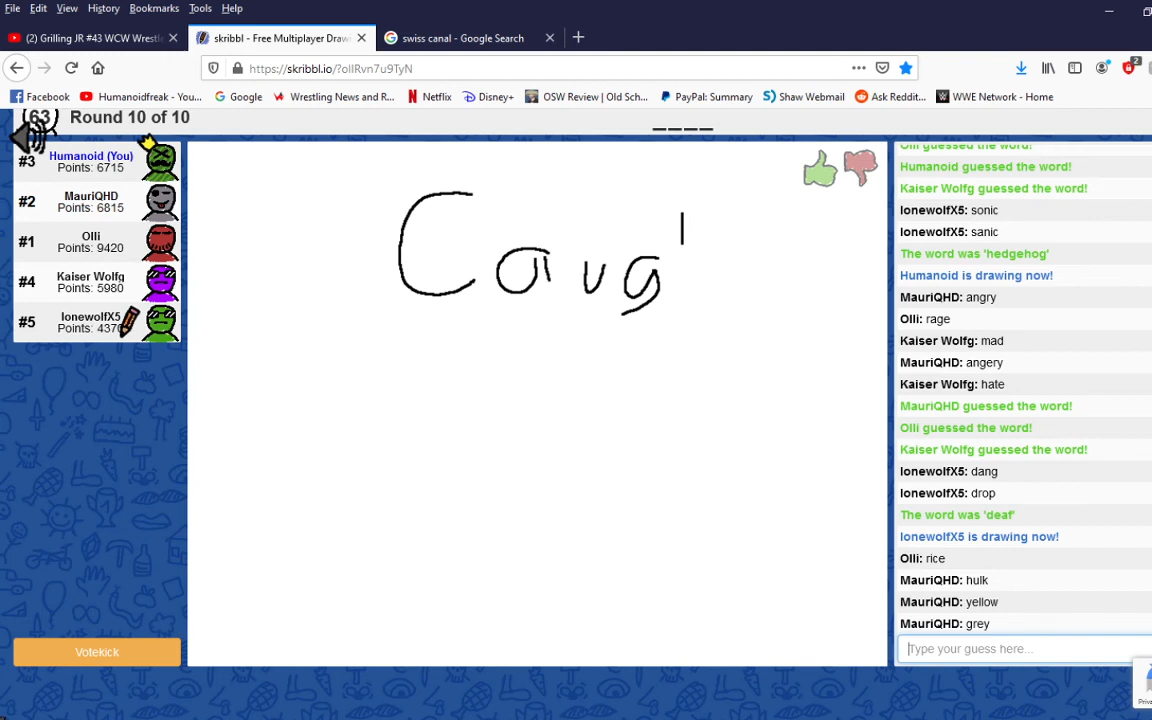 File Edit View History Bookmarks Tools Help
(2) Grilling JR #43 WCW Wrestl skribbl - Free Multiplayer Draw swiss canal - Google Search
https://skribbl.io/?olIRvn7u9TyN 2
Facebook Humanoidfreak - You... Google Wrestling News and R... Netflix Disney+ OSW Review | Old Sch... PayPal: Summary Shaw Webmail Ask Reddit... WWE Network - Home
63 Round 10 of 10 _ _ _ _
#3 Humanoid (You)
Points: 6715
#2 MauriQHD
Points: 6815
#1 Olli
Points: 9420
#4 Kaiser Wolfg
Points: 5980
#5 lonewolfX5
Points: 4370
Votekick
Caug
Olli guessed the word!
Humanoid guessed the word!
Kaiser Wolfg guessed the word!
lonewolfX5: sonic
lonewolfX5: sanic
The word was 'hedgehog'
Humanoid is drawing now!
MauriQHD: angry
Olli: rage
Kaiser Wolfg: mad
MauriQHD: angery
Kaiser Wolfg: hate
MauriQHD guessed the word!
Olli guessed the word!
Kaiser Wolfg guessed the word!
lonewolfX5: dang
lonewolfX5: drop
The word was 'deaf'
lonewolfX5 is drawing now!
Olli: rice
MauriQHD: hulk
MauriQHD: yellow
MauriQHD: grey
Type your guess here...